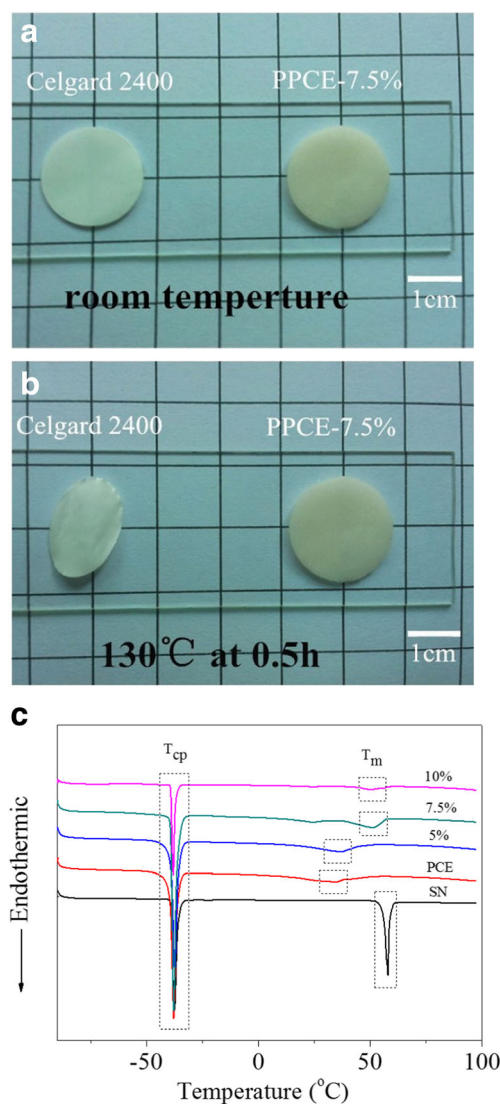 a
Celgard 2400 PPCE-7.5%
room temperture
1cm
b
Celgard 2400 PPCE-7.5%
130℃ at 0.5h
1cm
c
Tcp Tm
10%
7.5%
5%
PCE
SN
Endothermic
-50 0 50 100
Temperature (°C)